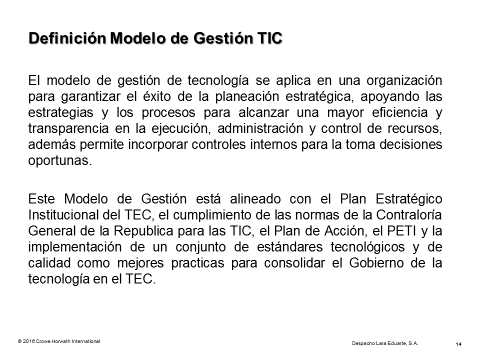 Definición Modelo de Gestión TIC
El modelo de gestión de tecnología se aplica en una organización
para garantizar el éxito de la planeación estratégica, apoyando las
estrategias y los procesos para alcanzar una mayor eficiencia y
transparencia en la ejecución, administración y control de recursos,
además permite incorporar controles internos para la toma decisiones
oportunas.
Este Modelo de Gestión está alineado con el Plan Estratégico
Institucional del TEC, el cumplimiento de las normas de la Contraloría
General de la Republica para las TIC, el Plan de Acción, el PETI y la
implementación de un conjunto de estándares tecnológicos y de
calidad como mejores practicas para consolidar el Gobierno de la
tecnología en el TEC.
® 2016 Crowe Horwath International
Despacho Lara Eduarte, S.A.
14